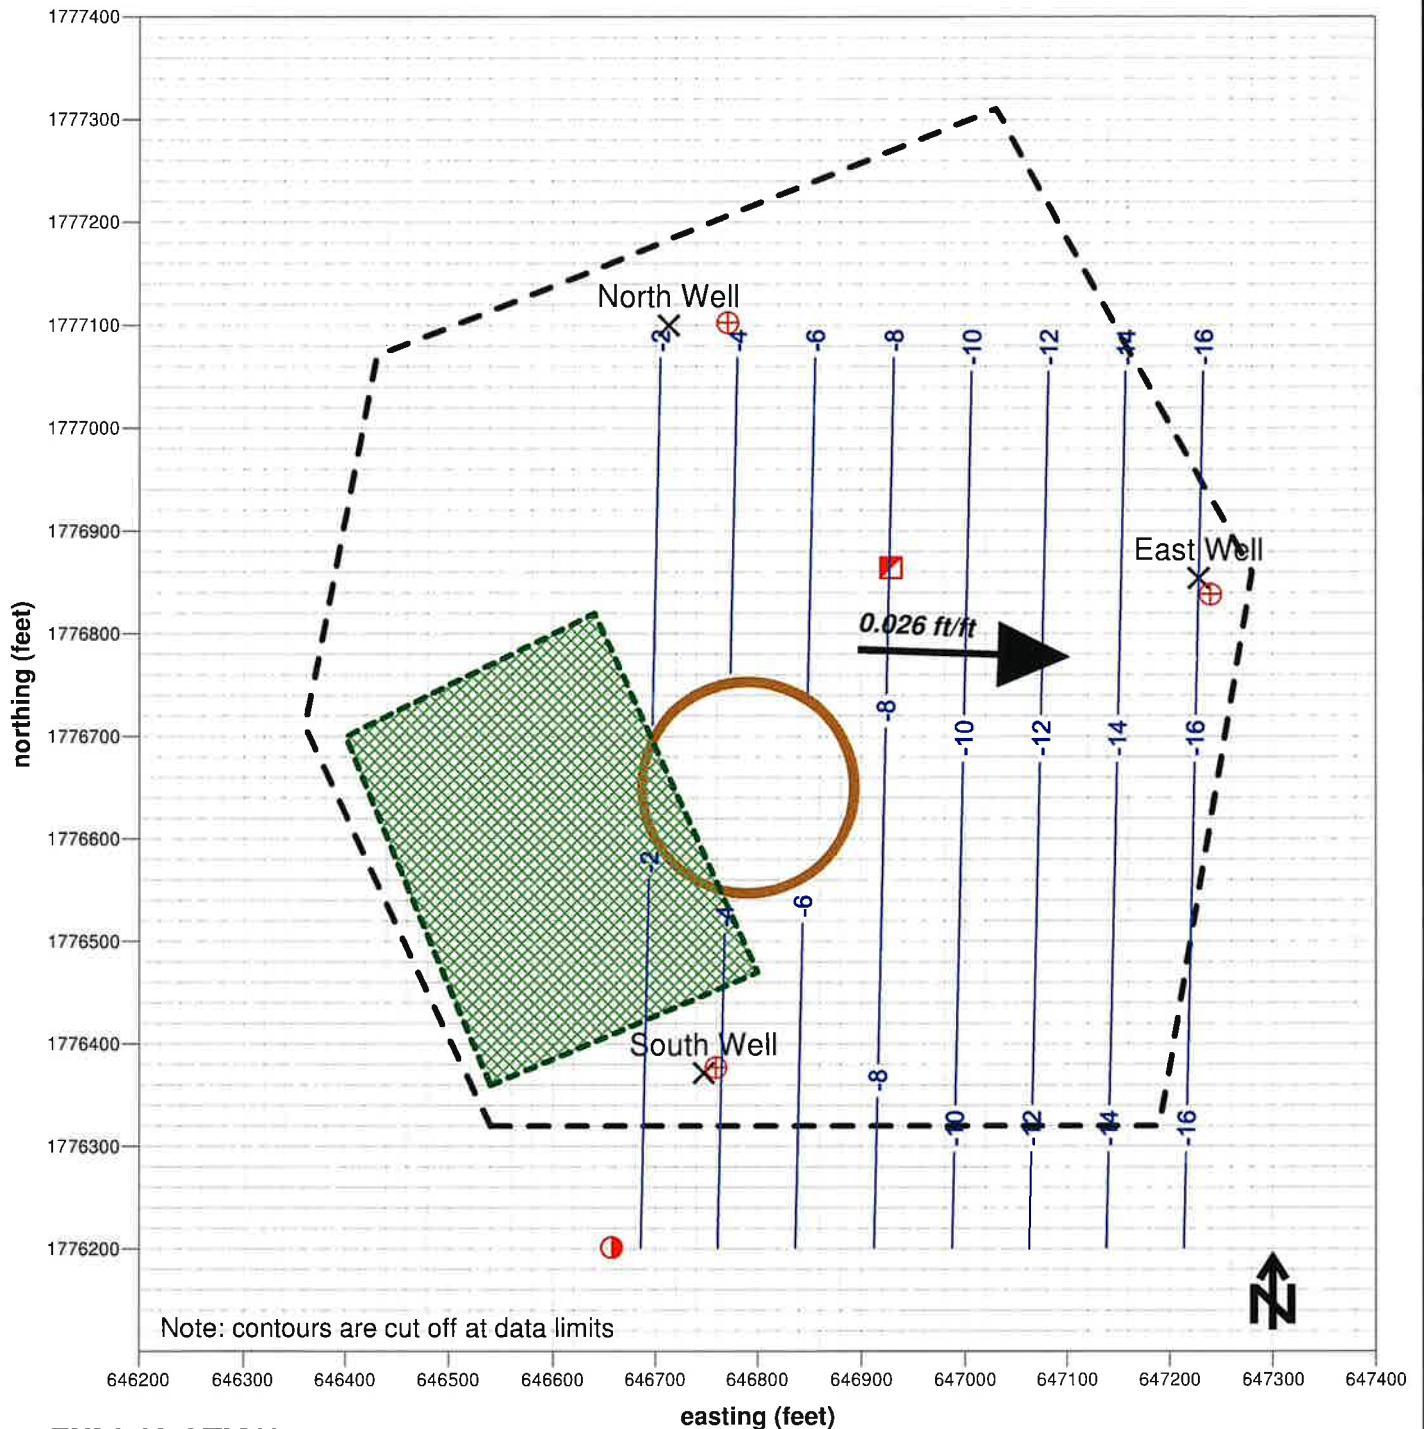 1777400
1777300
1777200
1777100
1777000
1776900
1776800
1776700
1776600
1776500
1776400
1776300
1776200
northing (feet)
North Well
-2 -4 -6 -8 -10 -12 -14 -16
East Well
0.026 ft/ft
-8 -10 -12 -14 -16
-2 -4 -6
South Well
-8 -10 -12 -14 -16
N
Note: contours are cut off at data limits
646200 646300 646400 646500 646600 646700 646800 646900 647000 647100 647200 647300 647400
easting (feet)